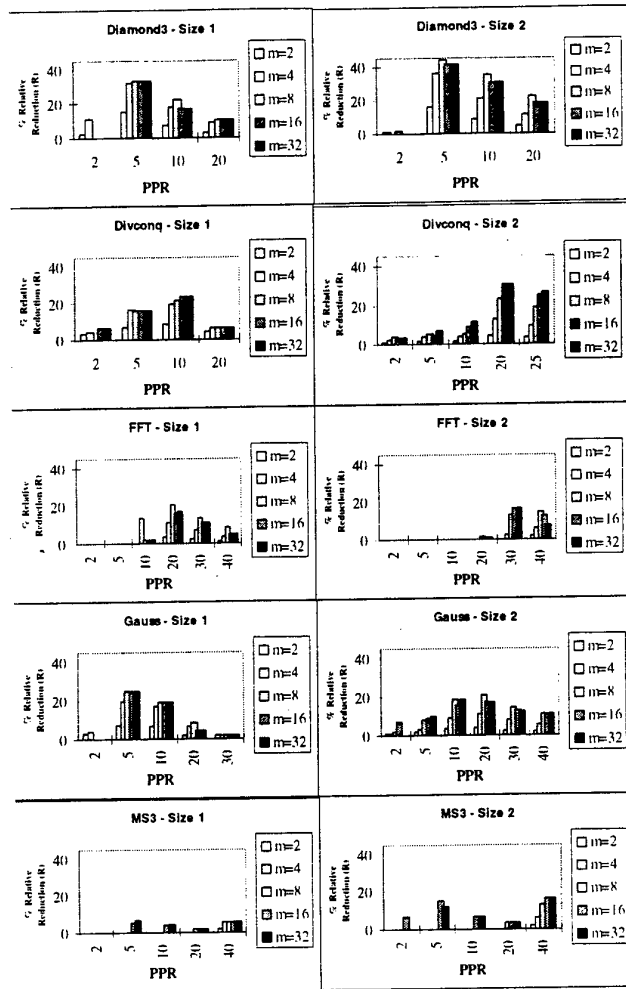 Diamond3 - Size 1
% Relative
Reduction (R)
40
20
0
2 5 10 20
PPR
m=2
m=4
m=8
m=16
m=32
Diamond3 - Size 2
% Relative
Reduction (R)
40
20
0
2 5 10 20
PPR
m=2
m=4
m=8
m=16
m=32
Divconq - Size 1
% Relative
Reduction (R)
40
20
0
2 5 10 20
PPR
m=2
m=4
m=8
m=16
m=32
Divconq - Size 2
% Relative
Reduction (R)
40
20
0
2 5 10 20 25
PPR
m=2
m=4
m=8
m=16
m=32
FFT - Size 1
% Relative
Reduction (R)
40
20
0
2 5 10 20 30 40
PPR
m=2
m=4
m=8
m=16
m=32
FFT - Size 2
% Relative
Reduction (R)
40
20
0
2 5 10 20 30 40
PPR
m=2
m=4
m=8
m=16
m=32
Gauss - Size 1
% Relative
Reduction (R)
40
20
0
2 5 10 20 30
PPR
m=2
m=4
m=8
m=16
m=32
Gauss - Size 2
% Relative
Reduction (R)
40
20
0
2 5 10 20 30 40
PPR
m=2
m=4
m=8
m=16
m=32
MS3 - Size 1
% Relative
Reduction (R)
40
20
0
2 5 10 20 40
PPR
m=2
m=4
m=8
m=16
m=32
MS3 - Size 2
% Relative
Reduction (R)
40
20
0
2 5 10 20 40
PPR
m=2
m=4
m=8
m=16
m=32